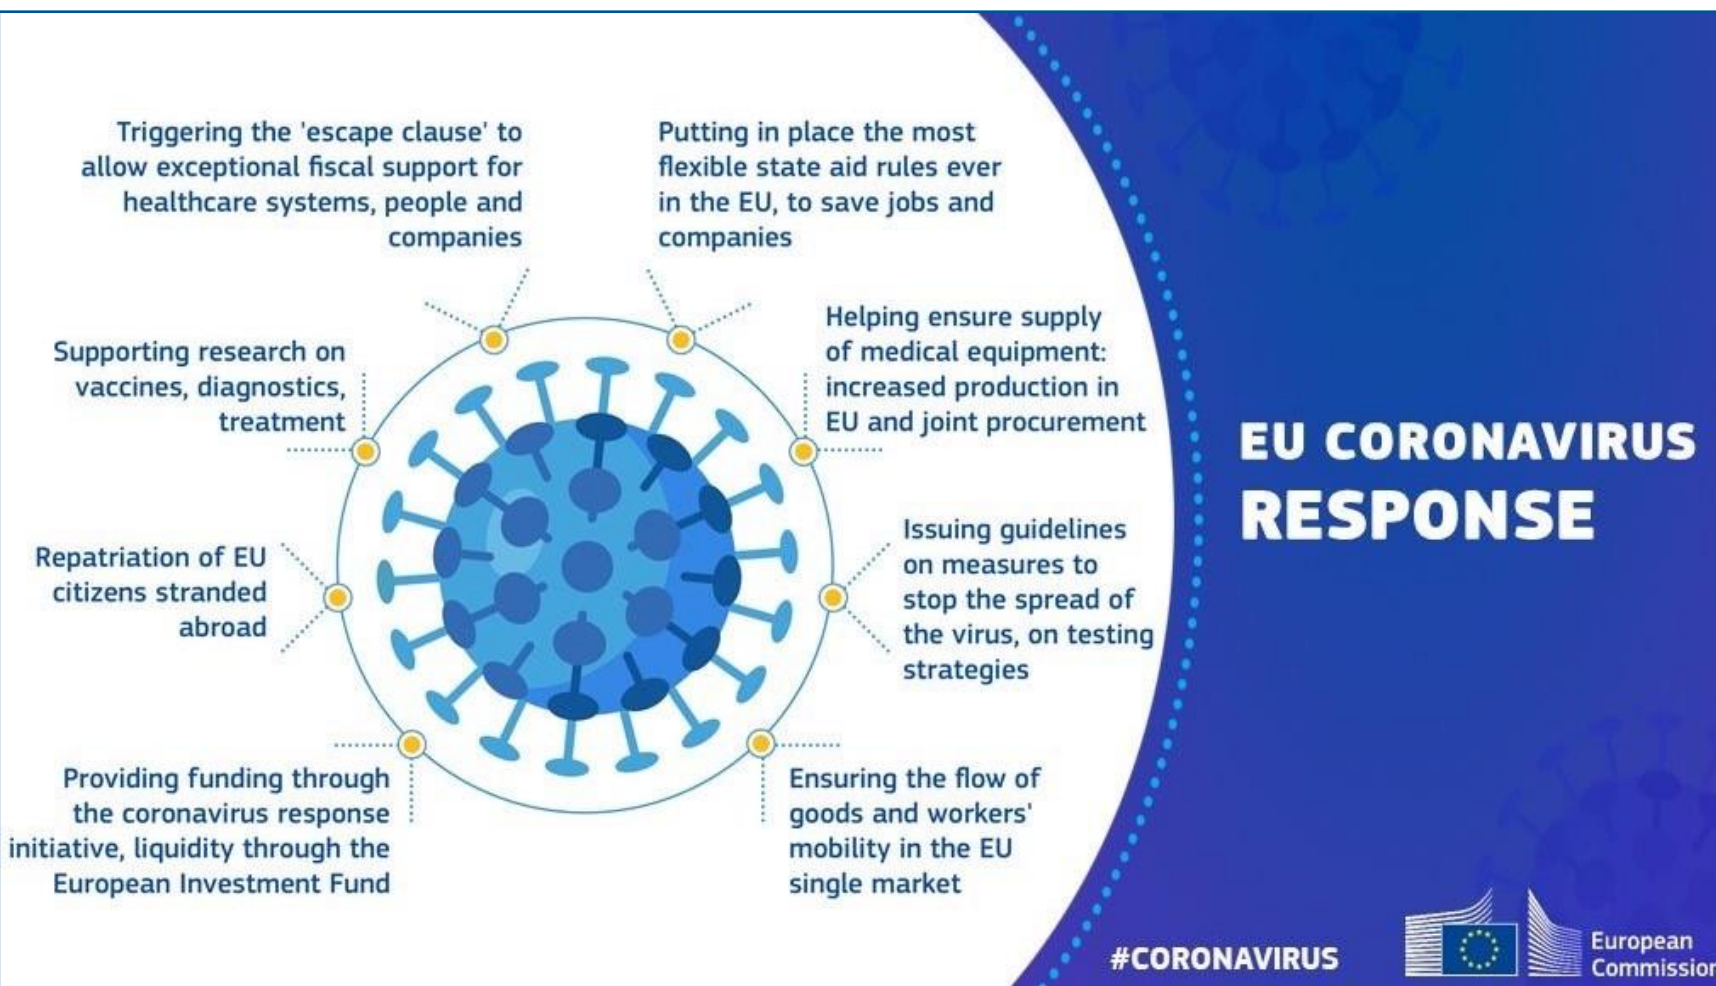 Triggering the 'escape clause' to
allow exceptional fiscal support for
healthcare systems, people and
companies
Putting in place the most
flexible state aid rules ever
in the EU, to save jobs and
companies
Supporting research on
vaccines, diagnostics,
treatment
Helping ensure supply
of medical equipment:
increased production in
EU and joint procurement
Repatriation of EU
citizens stranded
abroad
Issuing guidelines
on measures to
stop the spread of
the virus, on testing
strategies
Providing funding through
the coronavirus response
initiative, liquidity through the
European Investment Fund
Ensuring the flow of
goods and workers'
mobility in the EU
single market
EU CORONAVIRUS
RESPONSE
#CORONAVIRUS
European
Commission